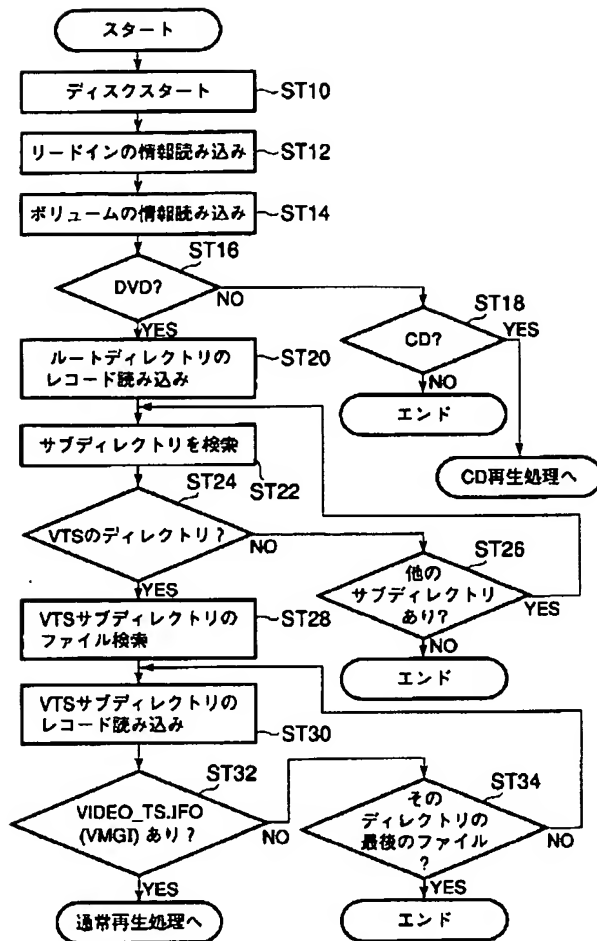 スタート
ディスクスタート
ST10
リードインの情報読み込み
ST12
ボリュームの情報読み込み
ST14
ST16
DVD?
NO
YES
ST18
CD?
YES
NO
エンド
CD再生処理へ
ルートディレクトリの
レコード読み込み
ST20
サブディレクトリを検索
ST22
ST24
VTSのディレクトリ?
NO
YES
ST26
他の
サブディレクトリ
あり?
YES
NO
エンド
VTSサブディレクトリの
ファイル検索
ST28
VTSサブディレクトリの
レコード読み込み
ST30
ST32
VIDEO_TS.IFO
(VMGI) あり?
NO
YES
通常再生処理へ
ST34
その
ディレクトリの
最後のファイル
?
NO
YES
エンド